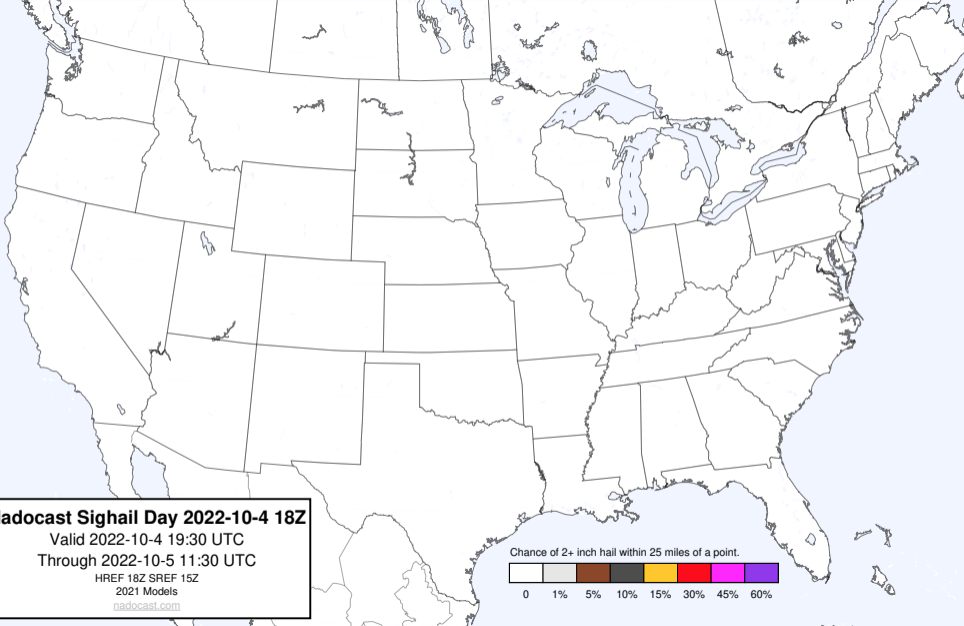 adocast Sighail Day 2022-10-4 18Z
Valid 2022-10-4 19:30 UTC
Through 2022-10-5 11:30 UTC
HREF 18Z SREF 15Z
2021 Models
nadocast.com
Chance of 2+ inch hail within 25 miles of a point.
0 1% 5% 10% 15% 30% 45% 60%